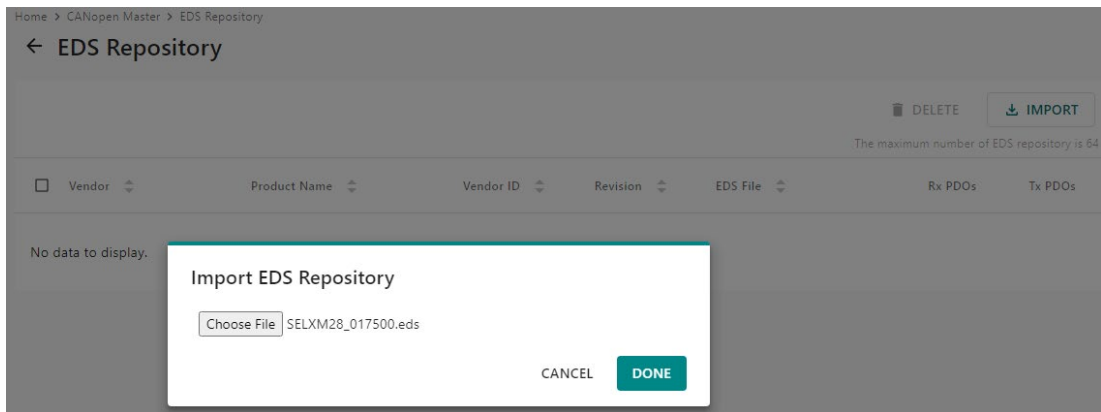 Home > CANopen Master > EDS Repository
← EDS Repository
DELETE IMPORT
The maximum number of EDS repository is 64
Vendor Product Name Vendor ID Revision EDS File Rx PDOs Tx PDOs
No data to display.
Import EDS Repository
Choose File SELXM28_017500.eds
CANCEL DONE